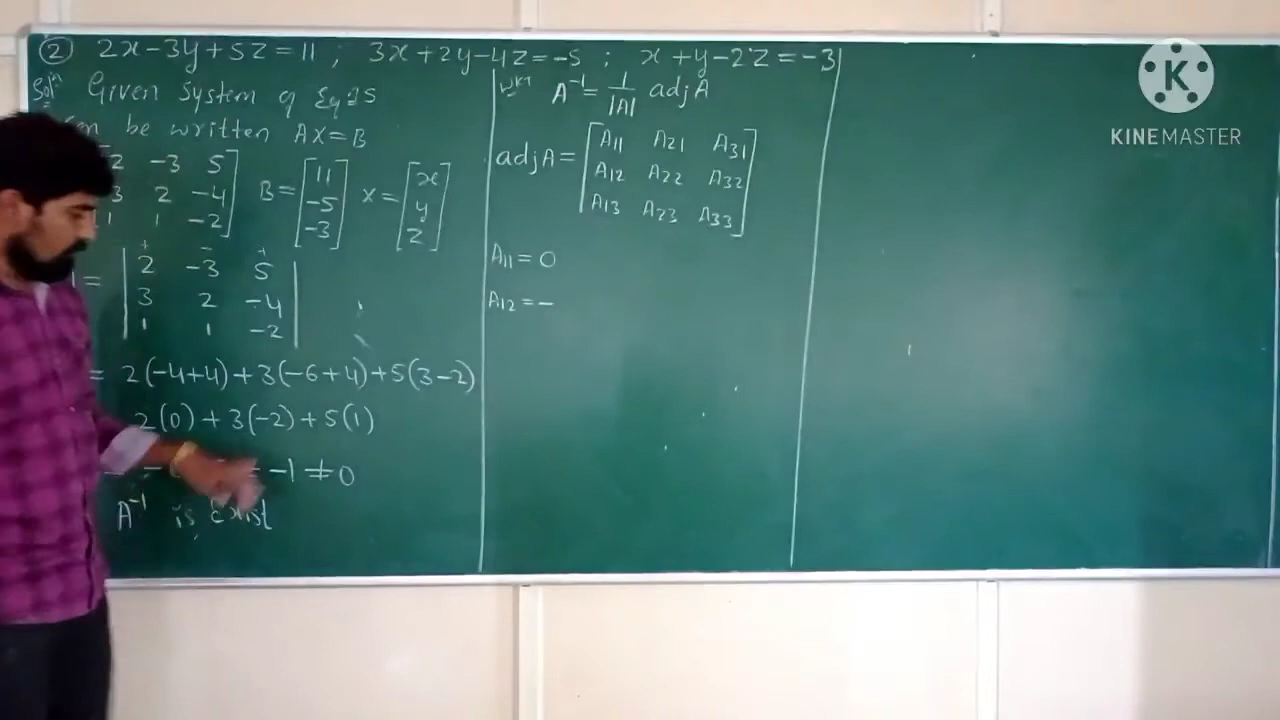 ② 2x-3y+5z=11 ; 3x+2y-4z=-5 ; x+y-2z=-3
Solⁿ Given System of Eqns
can be written AX=B
2 -3 5
3 2 -4
1 1 -2
B= [11 -5 -3] X= [x y z]
+ - +
= | 2 -3 5 |
| 3 2 -4 |
| 1 1 -2 |
= 2(-4+4)+3(-6+4)+5(3-2)
2(0)+3(-2)+5(1)
= -1 ≠ 0
A⁻¹ is Exist
WKT A⁻¹ = 1/|A| adj A
adj A = [A11 A21 A31
A12 A22 A32
A13 A23 A33]
A11 = 0
A12 = -
K
KINEMASTER